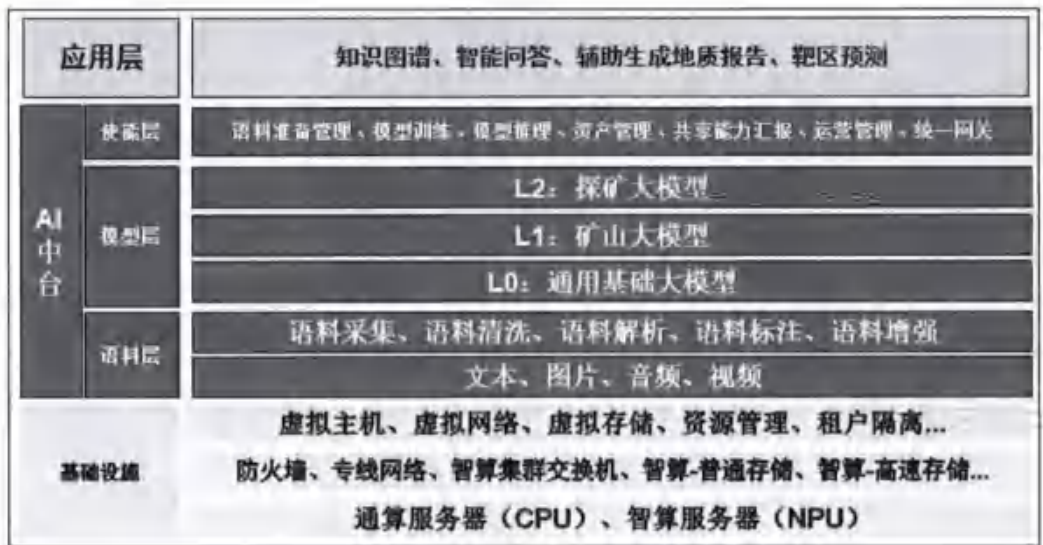 应用层
知识图谱、智能问答、辅助生成地质报告、靶区预测
AI中台
使能层
语料准备管理、模型训练、模型推理、资产管理、共享能力汇报、运营管理、统一网关
模型层
L2：探矿大模型
L1：矿山大模型
L0：通用基础大模型
语料层
语料采集、语料清洗、语料解析、语料标注、语料增强
文本、图片、音频、视频
基础设施
虚拟主机、虚拟网络、虚拟存储、资源管理、租户隔离...
防火墙、专线网络、智算集群交换机、智算-普通存储、智算-高速存储...
通算服务器（CPU）、智算服务器（NPU）